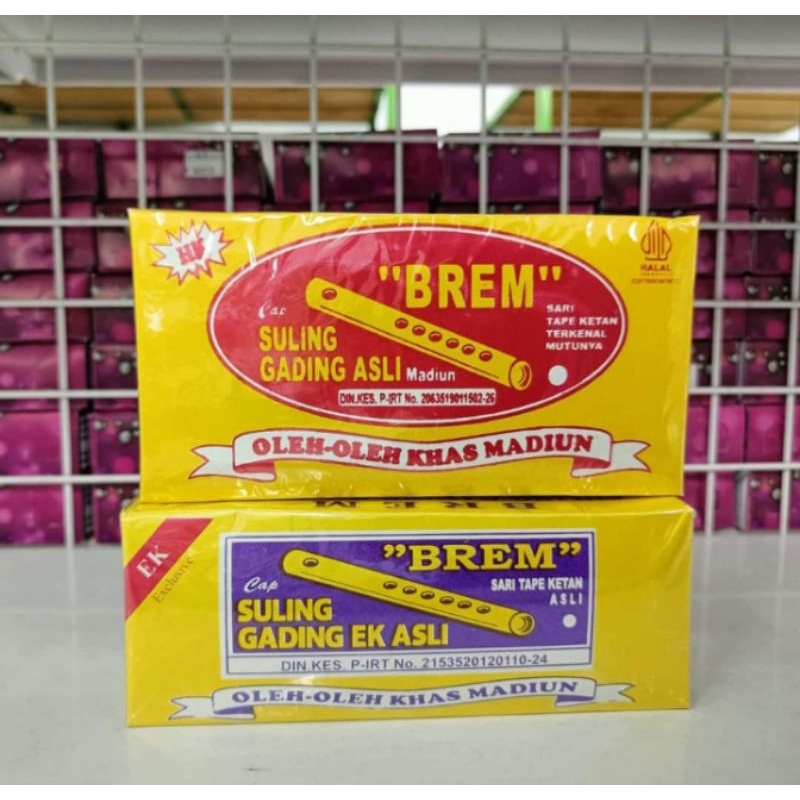 "BREM"
Cap
SULING
GADING ASLI Madiun
SARI
TAPE KETAN
TERKENAL
MUTUNYA
DIN.KES. P-IRT No. 2063519011502-26
OLEH-OLEH KHAS MADIUN
HALAL
INDONESIA
BREM
EK
Exclusive
"BREM"
Cap
SULING
GADING EK ASLI
SARI TAPE KETAN
ASLI
DIN.KES. P-IRT No. 2153520120110-24
OLEH-OLEH KHAS MADIUN